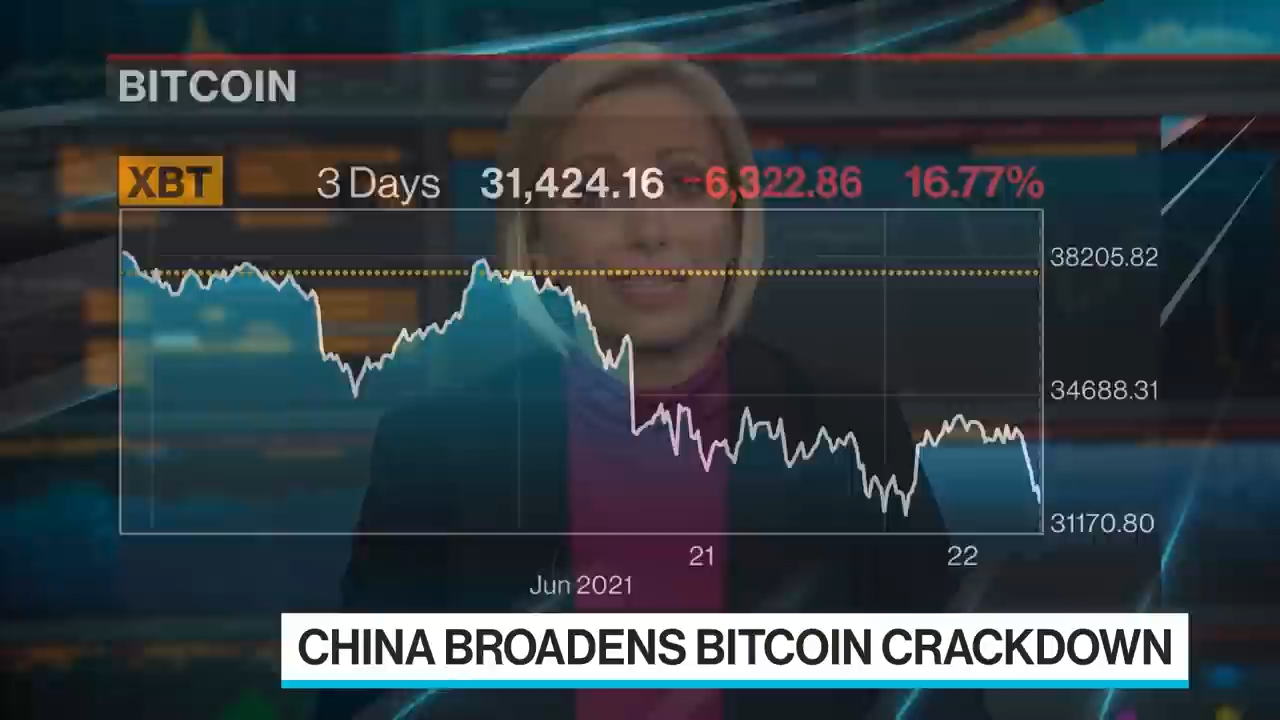 BITCOIN
XBT 3 Days 31,424.16 -6,322.86 16.77%
38205.82
34688.31
31170.80
21 22
Jun 2021
CHINA BROADENS BITCOIN CRACKDOWN